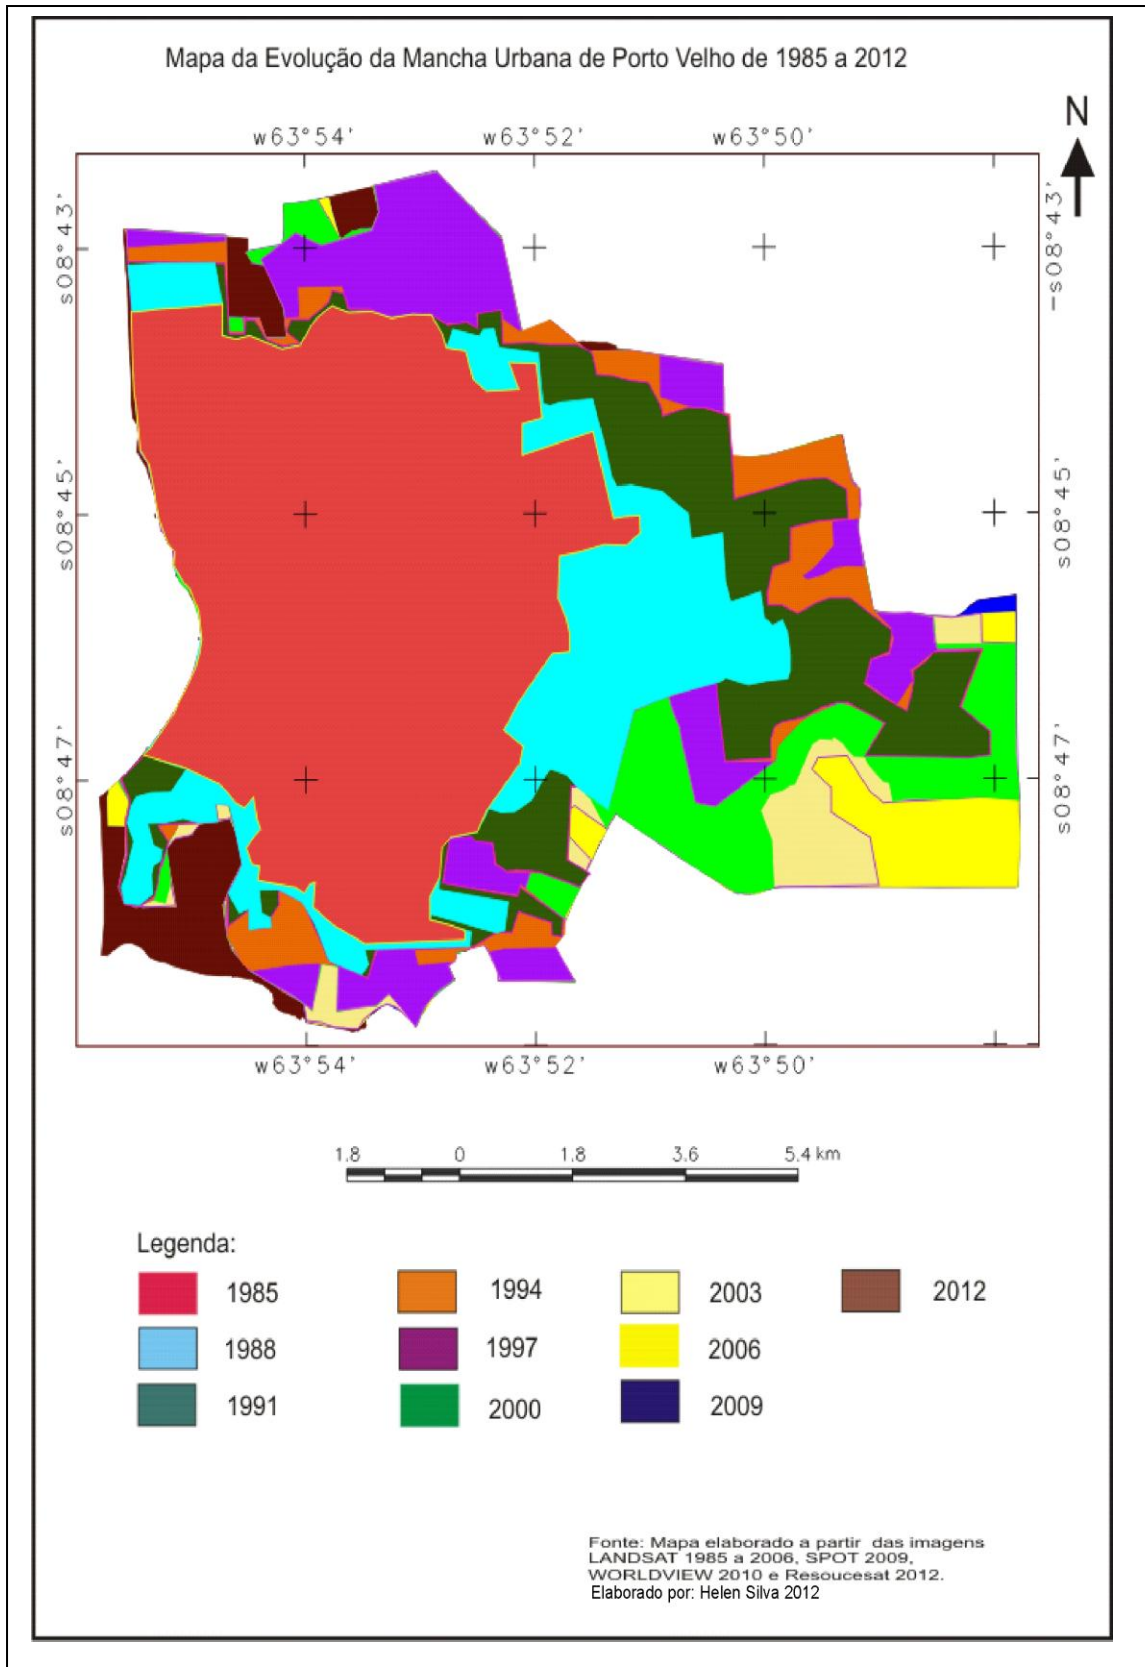 Mapa da Evolução da Mancha Urbana de Porto Velho de 1985 a 2012
N
w63°54' w63°52' w63°50'
s08°43' –s08°43'
s08°45' s08°45'
s08°47' s08°47'
w63°54' w63°52' w63°50'
1.8 0 1.8 3.6 5.4 km
Legenda:
1985 1994 2003 2012
1988 1997 2006
1991 2000 2009
Fonte: Mapa elaborado a partir das imagens
LANDSAT 1985 a 2006, SPOT 2009,
WORLDVIEW 2010 e Resoucesat 2012.
Elaborado por: Helen Silva 2012